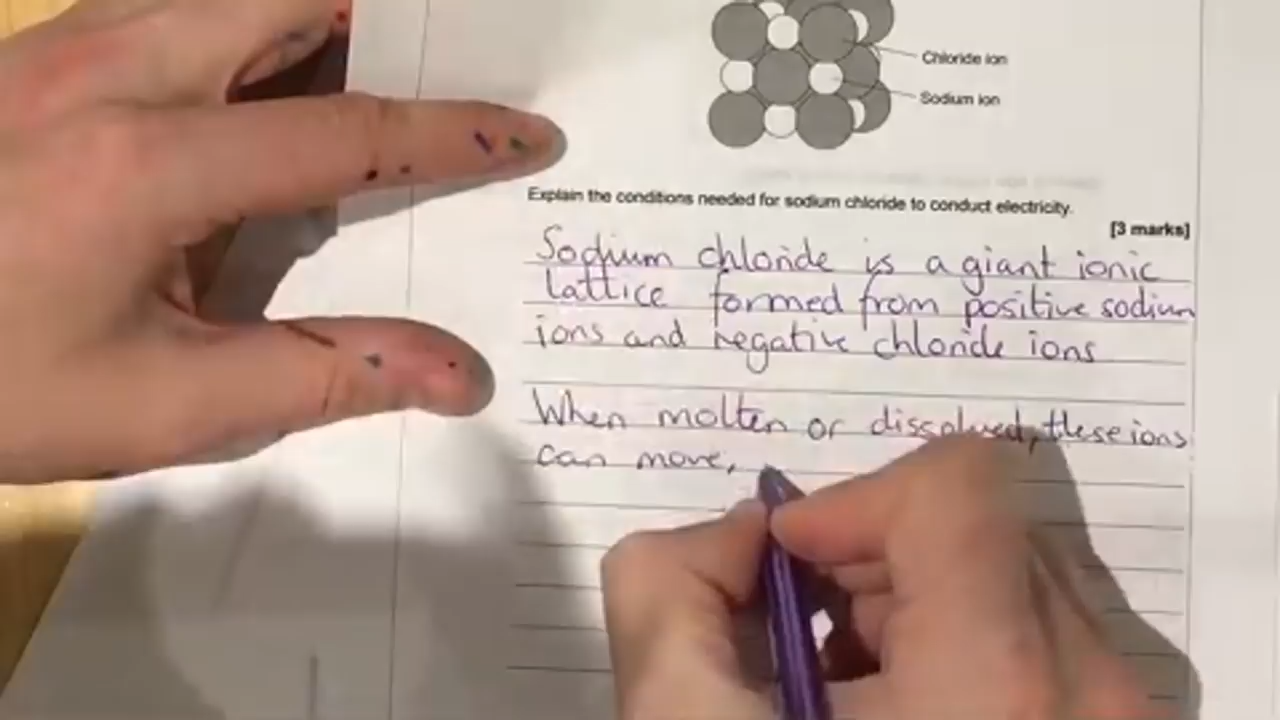 Chloride ion
Sodium ion
Explain the conditions needed for sodium chloride to conduct electricity.
[3 marks]
Sodium chloride is a giant ionic
lattice formed from positive sodium
ions and negative chloride ions
When molten or dissolved, these ions
can move,